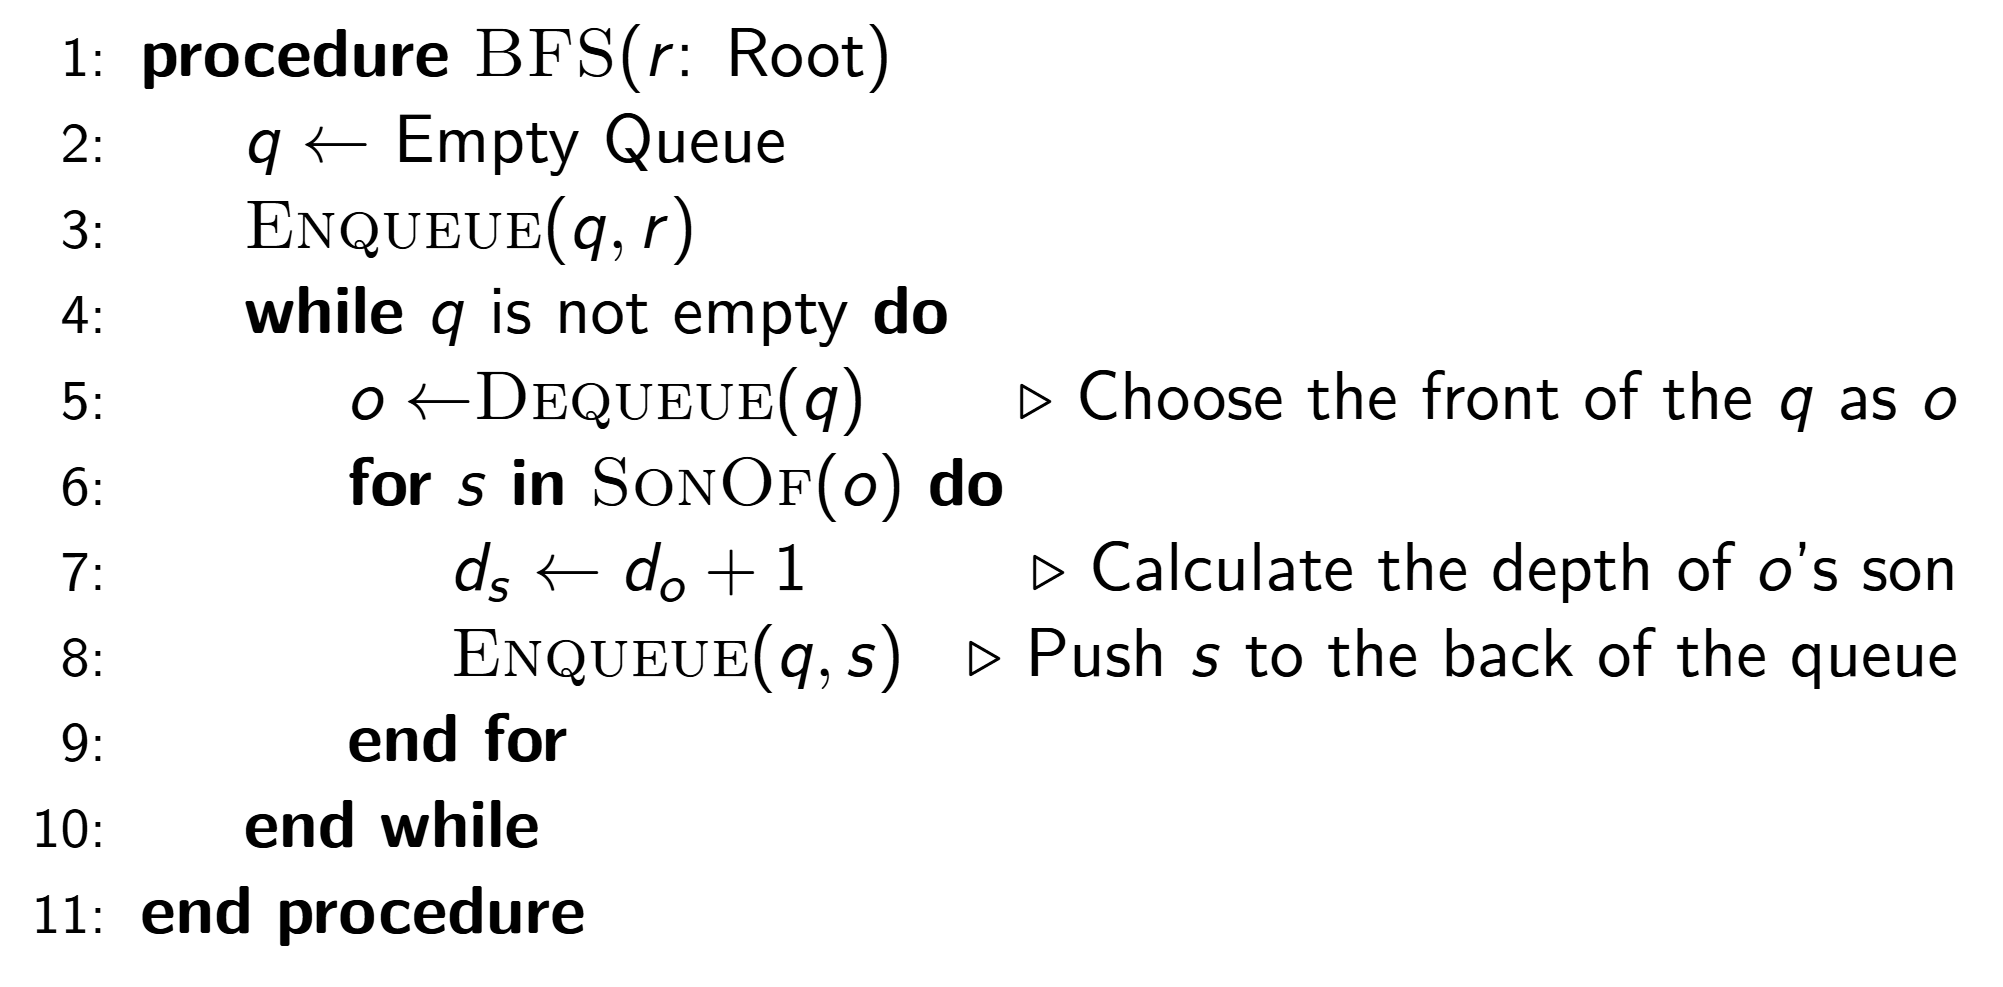 1: procedure BFS(r: Root)
2: q ← Empty Queue
3: Enqueue(q, r)
4: while q is not empty do
5: o ←Dequeue(q) ▷ Choose the front of the q as o
6: for s in SonOf(o) do
7: dₛ ← dₒ + 1 ▷ Calculate the depth of o's son
8: Enqueue(q, s) ▷ Push s to the back of the queue
9: end for
10: end while
11: end procedure